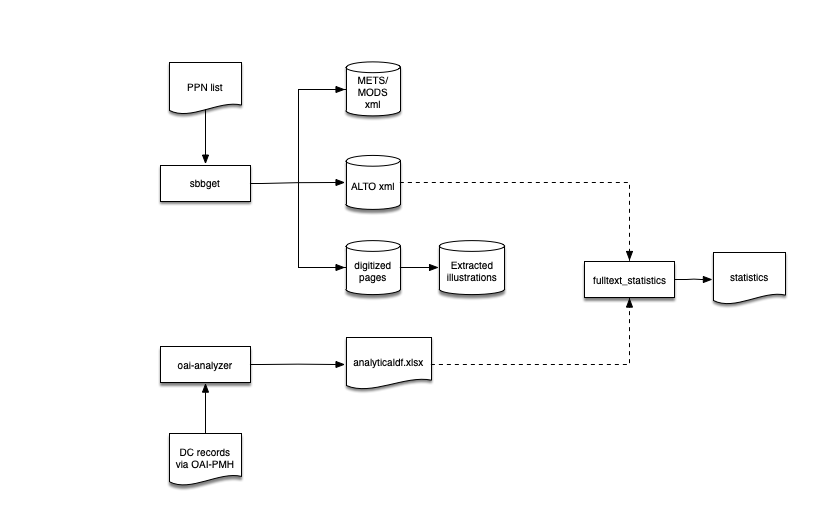 PPN list
METS/
MODS
xml
sbbget
ALTO xml
digitized
pages
Extracted
illustrations
fulltext_statistics
statistics
oai-analyzer
analyticaldf.xlsx
DC records
via OAI-PMH